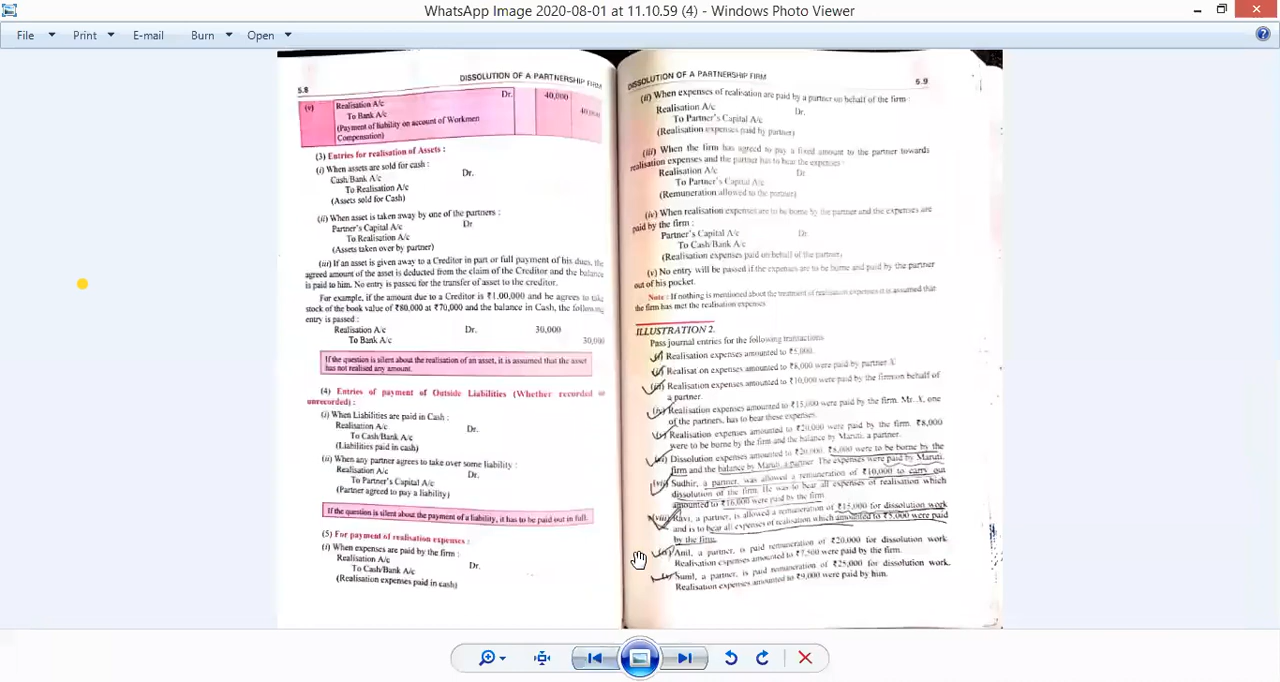 WhatsApp Image 2020-08-01 at 11.10.59 (4) - Windows Photo Viewer
File Print E-mail Burn Open
5.8
DISSOLUTION OF A PARTNERSHIP FIRM
(v) Realisation A/c Dr. 40,000
To Bank A/c 40,000
(Payment of liability on account of Workmen
Compensation)
(3) Entries for realisation of Assets :
(i) When assets are sold for cash :
Cash/Bank A/c Dr.
To Realisation A/c
(Assets sold for Cash)
(ii) When asset is taken away by one of the partners :
Partner's Capital A/c Dr
To Realisation A/c
(Assets taken over by partner)
(iii) If an asset is given away to a Creditor in part or full payment of his dues, the
agreed amount of the asset is deducted from the claim of the Creditor and the balance
is paid to him. No entry is passed for the transfer of asset to the creditor.
For example, if the amount due to a Creditor is ₹1,00,000 and he agrees to take
stock of the book value of ₹80,000 at ₹70,000 and the balance in Cash, the following
entry is passed :
Realisation A/c Dr. 30,000
To Bank A/c 30,000
If the question is silent about the realisation of an asset, it is assumed that the asset
has not realised any amount.
(4) Entries of payment of Outside Liabilities (Whether recorded or
unrecorded) :
(i) When Liabilities are paid in Cash :
Realisation A/c Dr.
To Cash/Bank A/c
(Liabilities paid in cash)
(ii) When any partner agrees to take over some liability :
Realisation A/c Dr.
To Partner's Capital A/c
(Partner agreed to pay a liability)
If the question is silent about the payment of a liability, it has to be paid out in full.
(5) For payment of realisation expenses :
(i) When expenses are paid by the firm :
Realisation A/c Dr.
To Cash/Bank A/c
(Realisation expenses paid in cash)
DISSOLUTION OF A PARTNERSHIP FIRM
5.9
(ii) When expenses of realisation are paid by a partner on behalf of the firm :
Realisation A/c Dr.
To Partner's Capital A/c
(Realisation expenses paid by partner)
(iii) When the firm has agreed to pay a fixed amount to the partner towards
realisation expenses and the partner has to bear the expenses :
Realisation A/c Dr
To Partner's Capital A/c
(Remuneration allowed to the partner)
(iv) When realisation expenses are to be borne by the partner and the expenses are
paid by the firm :
Partner's Capital A/c Dr
To Cash/Bank A/c
(Realisation expenses paid on behalf of the partner)
(v) No entry will be passed if the expenses are to be borne and paid by the partner
out of his pocket.
Note : If nothing is mentioned about the treatment of realisation expenses it is assumed that
the firm has met the realisation expenses
ILLUSTRATION 2.
Pass journal entries for the following transactions
(i) Realisation expenses amounted to ₹5,000.
(ii) Realisation expenses amounted to ₹8,000 were paid by partner X
(iii) Realisation expenses amounted to ₹10,000 were paid by the firm on behalf of
a partner.
(iv) Realisation expenses amounted to ₹15,000 were paid by the firm. Mr. X, one
of the partners, has to bear these expenses.
(v) Realisation expenses amounted to ₹20,000 were paid by the firm. ₹8,000
were to be borne by the firm and the balance by Maruti, a partner.
(vi) Dissolution expenses amounted to ₹20,000. ₹8,000 were to be borne by the
firm and the balance by Maruti, a partner The expenses were paid by Maruti.
(vii) Sudhir, a partner, was allowed a remuneration of ₹10,000 to carry out
dissolution of the firm. He was to bear all expenses of realisation which
amounted to ₹16,000 were paid by the firm.
(viii) Ravi, a partner, is allowed a remuneration of ₹15,000 for dissolution work
and is to bear all expenses of realisation which amounted to ₹5,000 were paid
by the firm.
(ix) Anil, a partner, is paid remuneration of ₹20,000 for dissolution work
Realisation expenses amounted to ₹7,500 were paid by the firm.
(x) Sunil, a partner, is paid remuneration of ₹25,000 for dissolution work.
Realisation expenses amounted to ₹9,000 were paid by him.